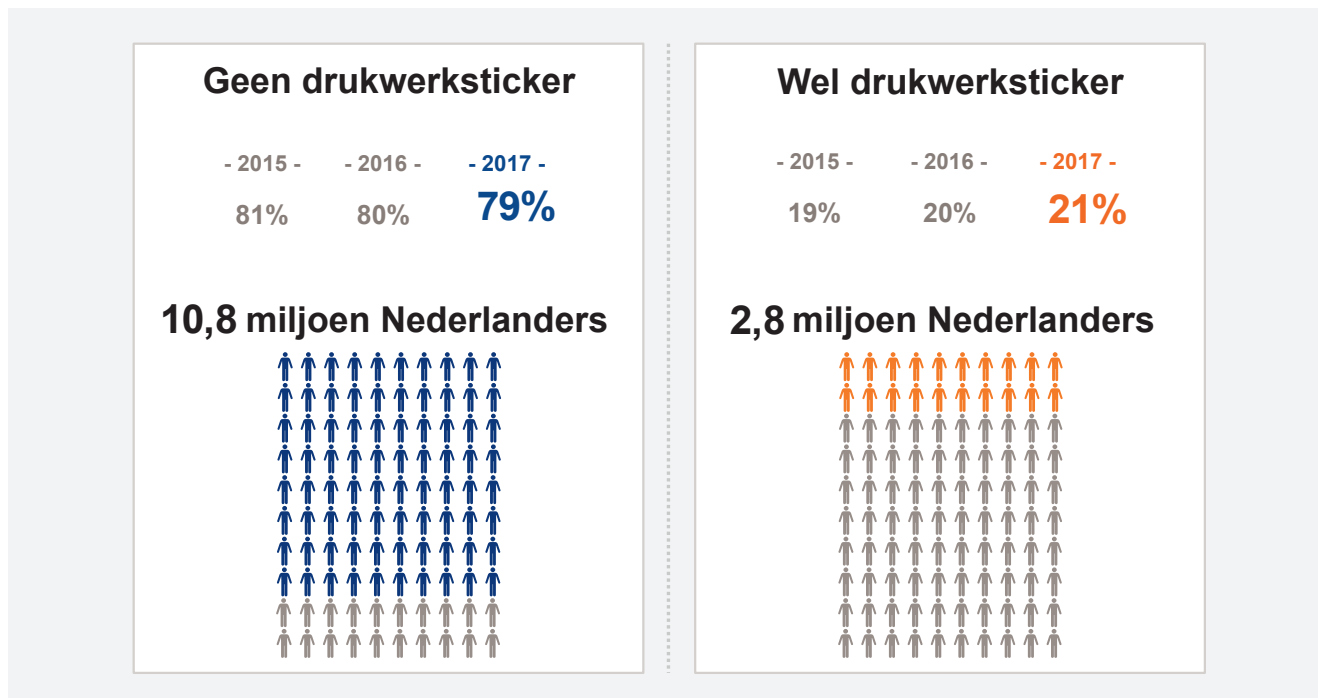 Geen drukwerksticker
- 2015 - - 2016 - - 2017 -
81% 80% 79%
10,8 miljoen Nederlanders
Wel drukwerksticker
- 2015 - - 2016 - - 2017 -
19% 20% 21%
2,8 miljoen Nederlanders